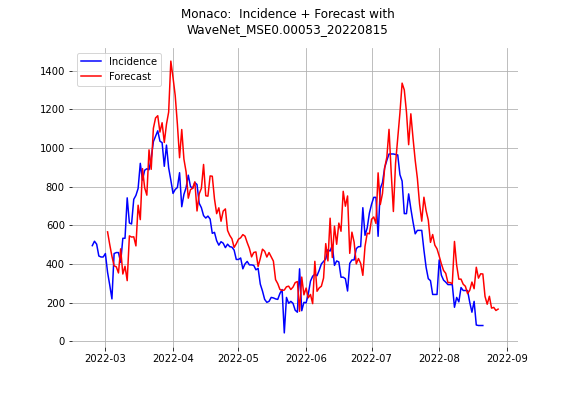 Monaco:  Incidence + Forecast with
WaveNet_MSE0.00053_20220815
Incidence
Forecast
1400
1200
1000
800
600
400
200
0
2022-03 2022-04 2022-05 2022-06 2022-07 2022-08 2022-09